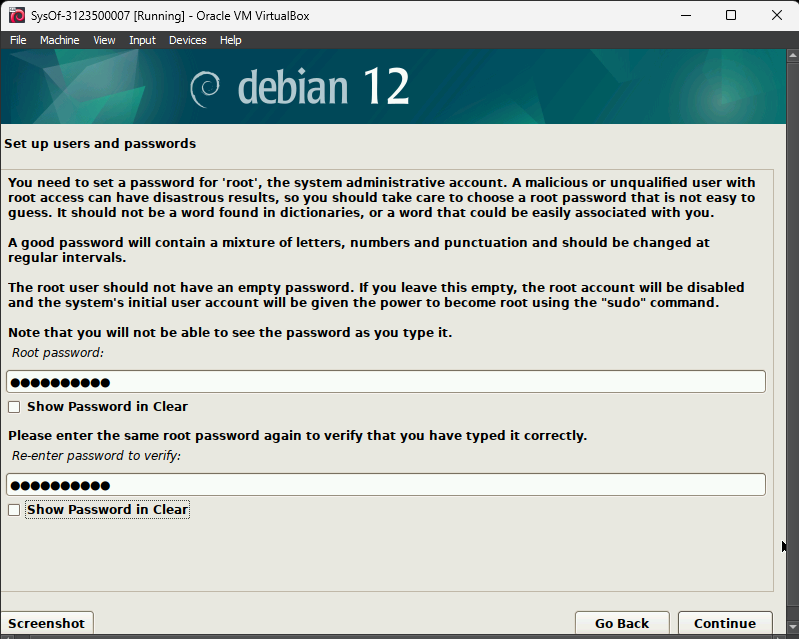 SysOf-3123500007 [Running] - Oracle VM VirtualBox
File Machine View Input Devices Help
debian 12
Set up users and passwords
You need to set a password for 'root', the system administrative account. A malicious or unqualified user with
root access can have disastrous results, so you should take care to choose a root password that is not easy to
guess. It should not be a word found in dictionaries, or a word that could be easily associated with you.
A good password will contain a mixture of letters, numbers and punctuation and should be changed at
regular intervals.
The root user should not have an empty password. If you leave this empty, the root account will be disabled
and the system's initial user account will be given the power to become root using the "sudo" command.
Note that you will not be able to see the password as you type it.
Root password:
●●●●●●●●●●
Show Password in Clear
Please enter the same root password again to verify that you have typed it correctly.
Re-enter password to verify:
●●●●●●●●●●
Show Password in Clear
Screenshot Go Back Continue